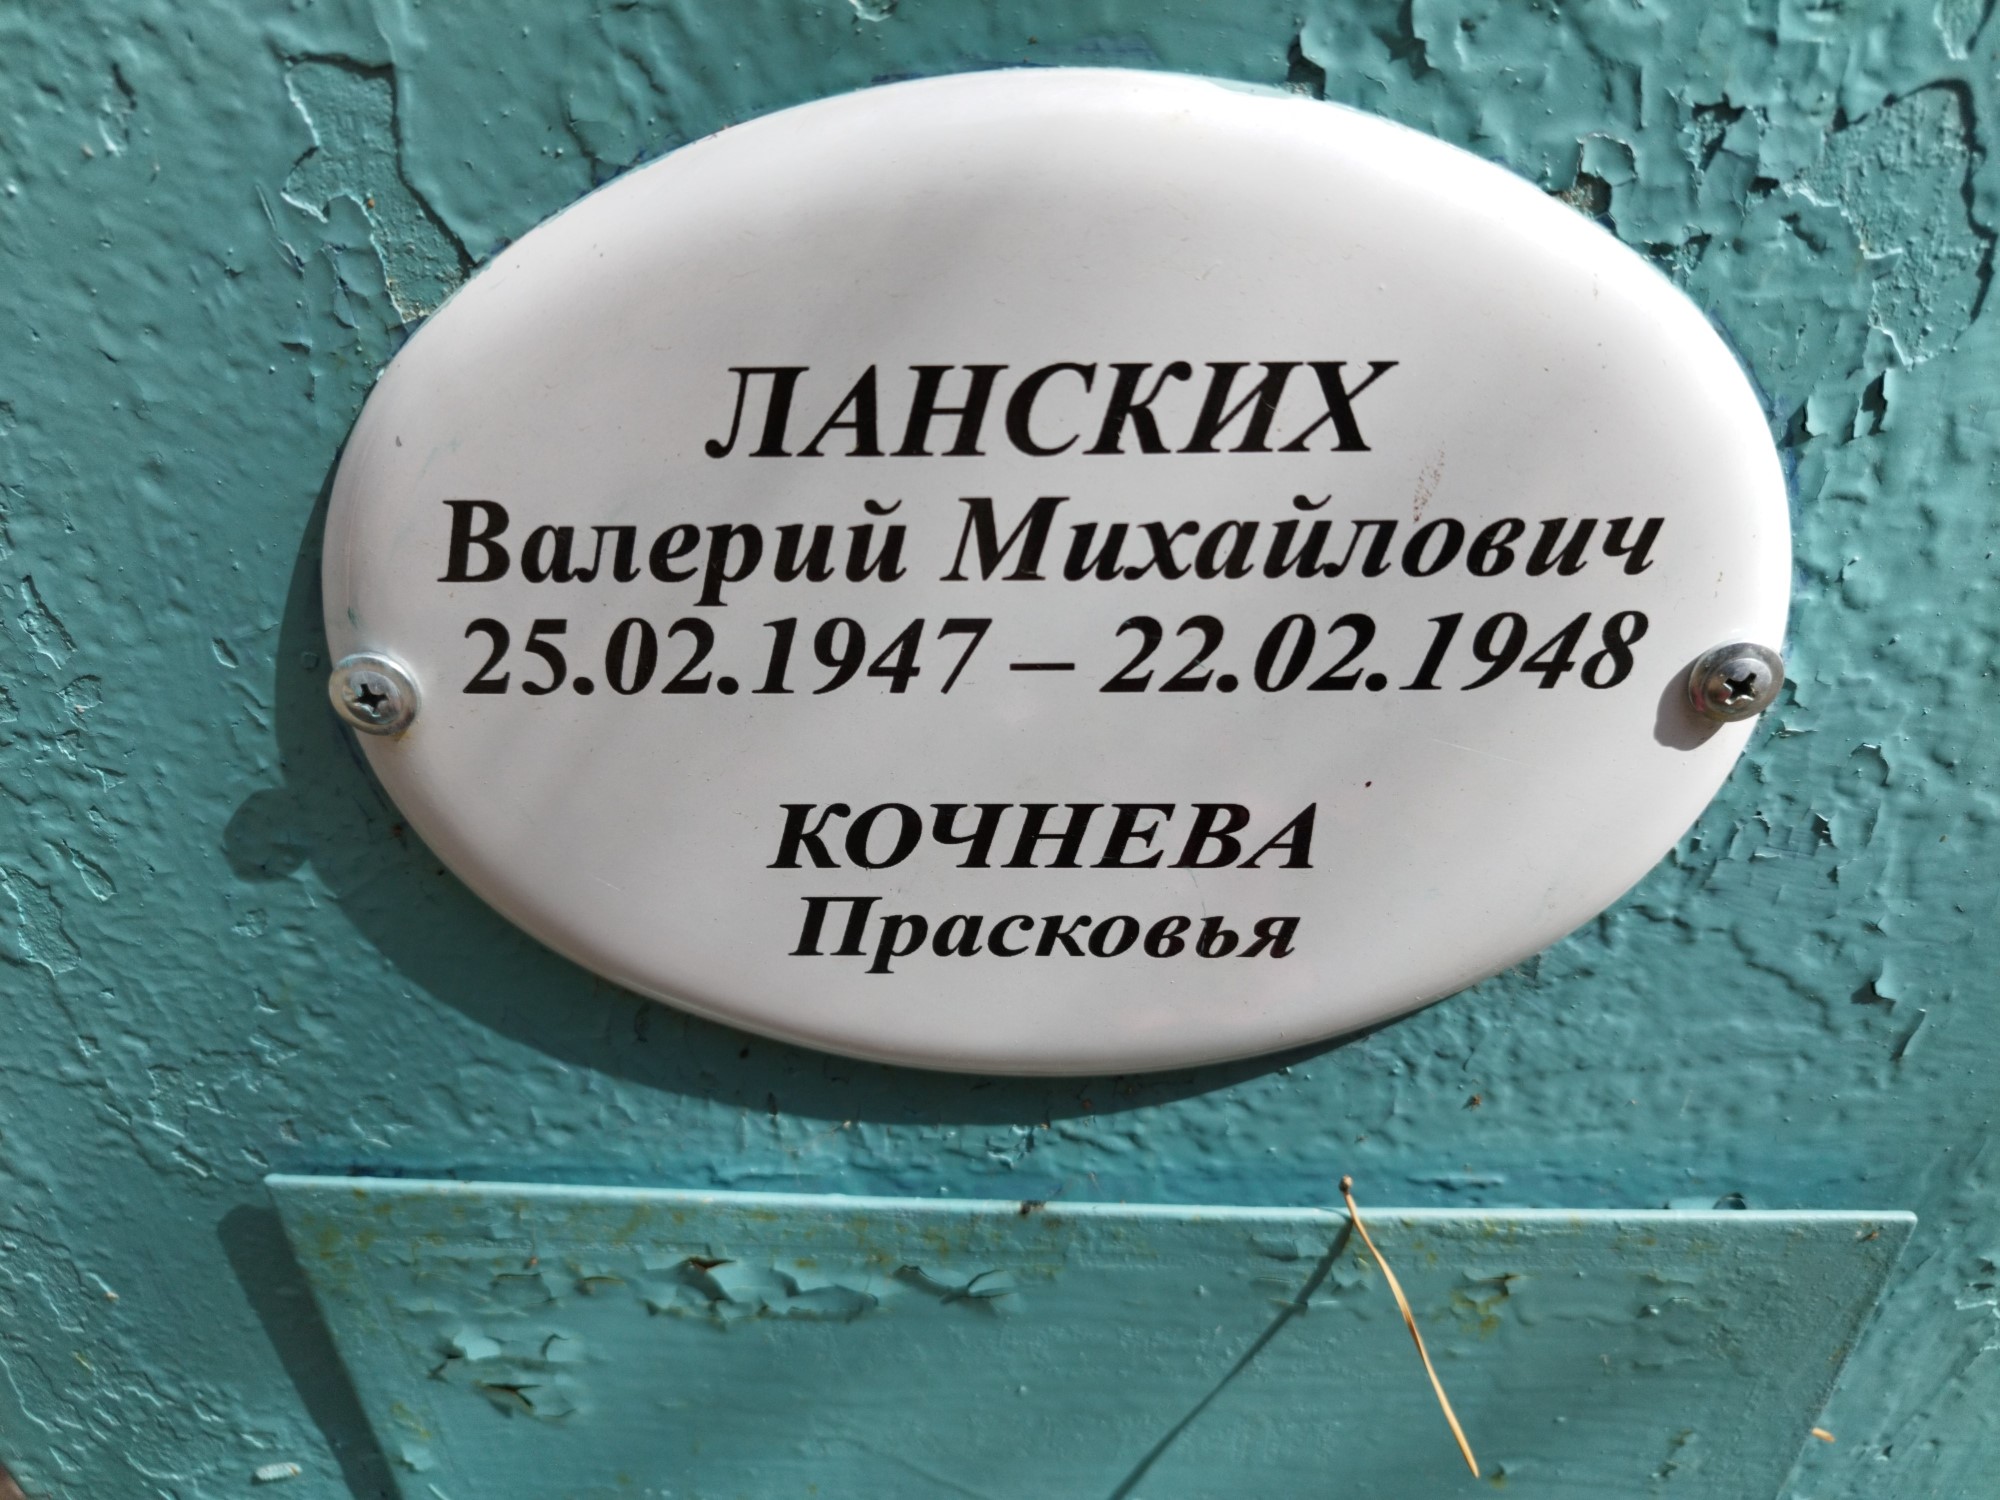 ЛАНСКИХ
Валерий Михайлович
25.02.1947 – 22.02.1948
КОЧНЕВА
Прасковья